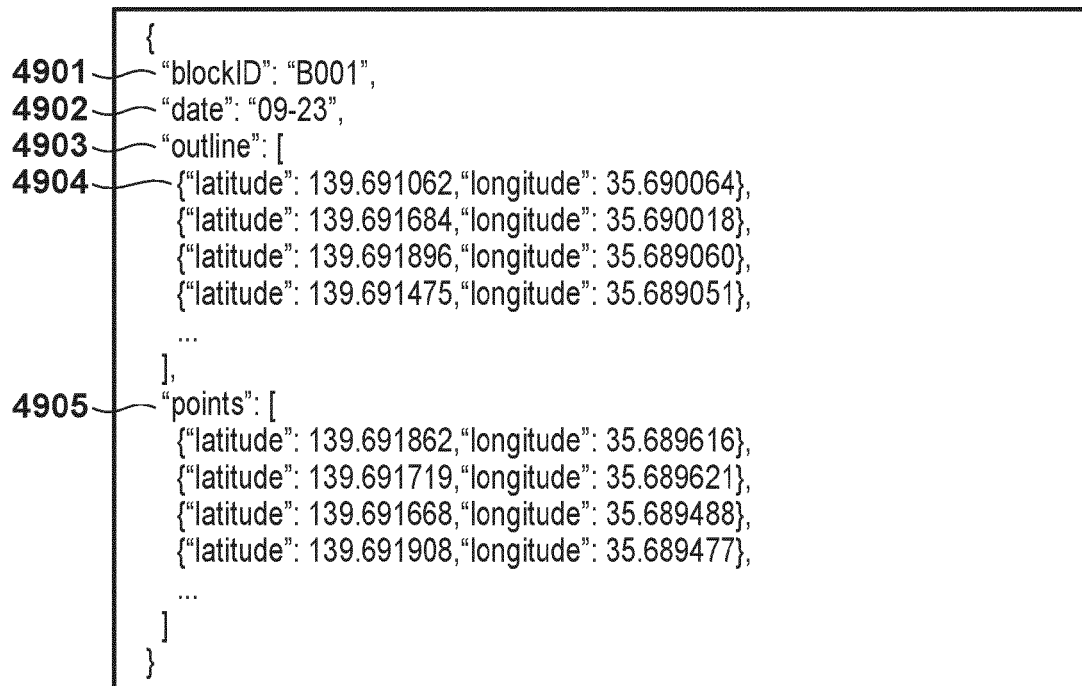 {
4901 “blockID”: “B001”,
4902 “date”: “09-23”,
4903 “outline”: [
4904 {“latitude”: 139.691062,“longitude”: 35.690064},
{“latitude”: 139.691684,“longitude”: 35.690018},
{“latitude”: 139.691896,“longitude”: 35.689060},
{“latitude”: 139.691475,“longitude”: 35.689051},
...
],
4905 “points”: [
{“latitude”: 139.691862,“longitude”: 35.689616},
{“latitude”: 139.691719,“longitude”: 35.689621},
{“latitude”: 139.691668,“longitude”: 35.689488},
{“latitude”: 139.691908,“longitude”: 35.689477},
...
]
}